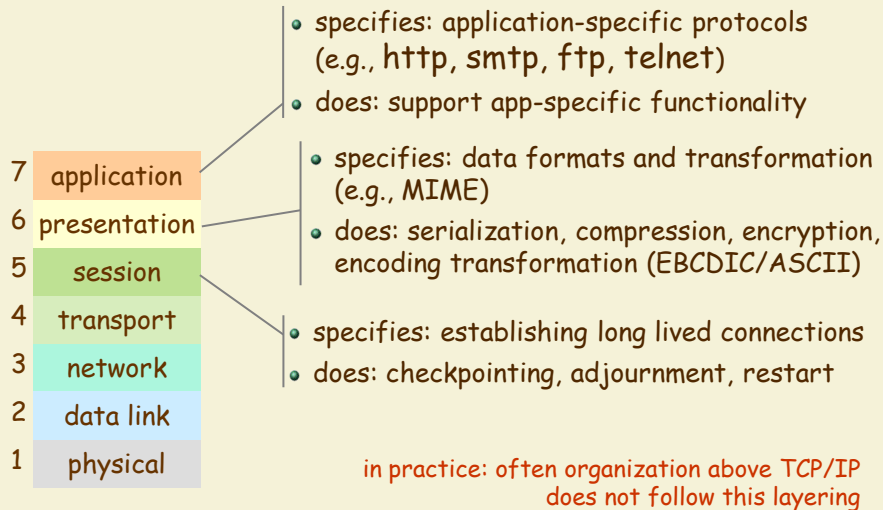 specifies: application-specific protocols
(e.g., http, smtp, ftp, telnet)
does: support app-specific functionality
7 application
specifies: data formats and transformation
(e.g., MIME)
6 presentation
does: serialization, compression, encryption,
encoding transformation (EBCDIC/ASCII)
5 session
4 transport
specifies: establishing long lived connections
3 network
does: checkpointing, adjournment, restart
2 data link
1 physical
in practice: often organization above TCP/IP
does not follow this layering